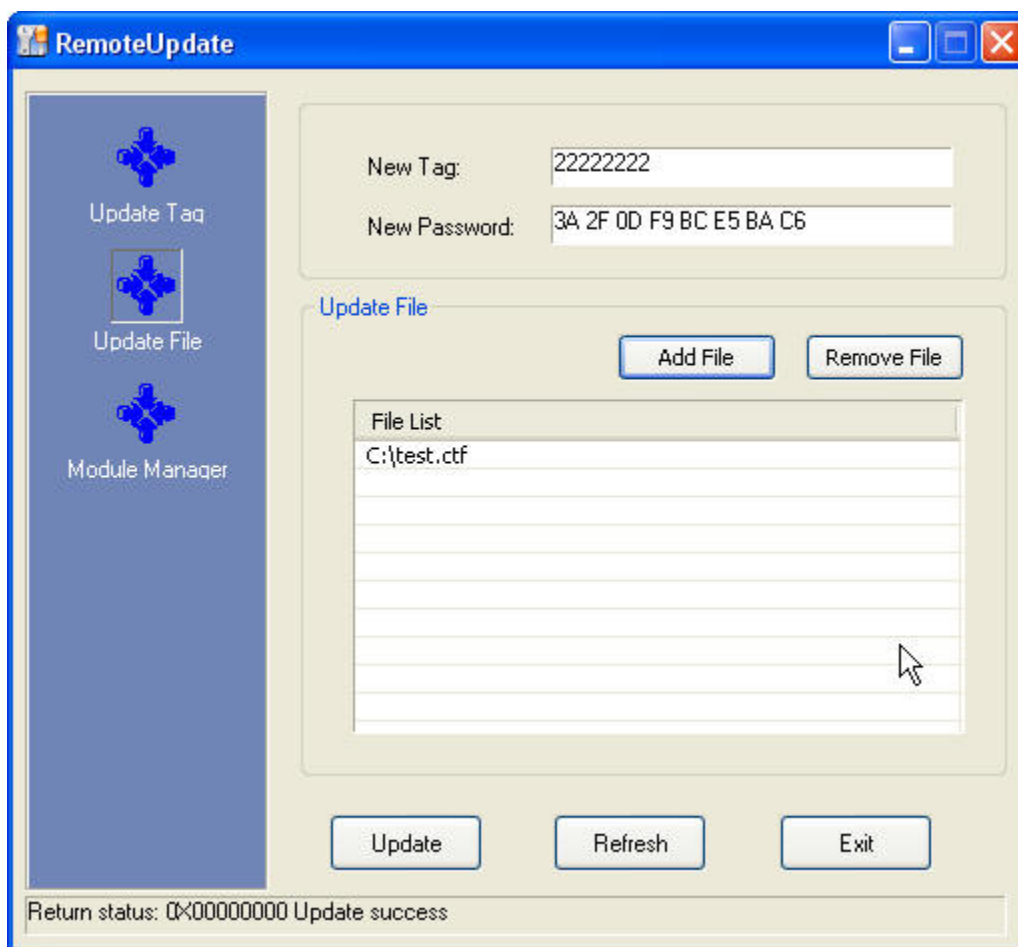 RemoteUpdate
Update Tag
Update File
Module Manager
New Tag: 22222222
New Password: 3A 2F 0D F9 BC E5 BA C6
Update File
Add File Remove File
File List
C:\test.ctf
Update Refresh Exit
Return status: 0X00000000 Update success